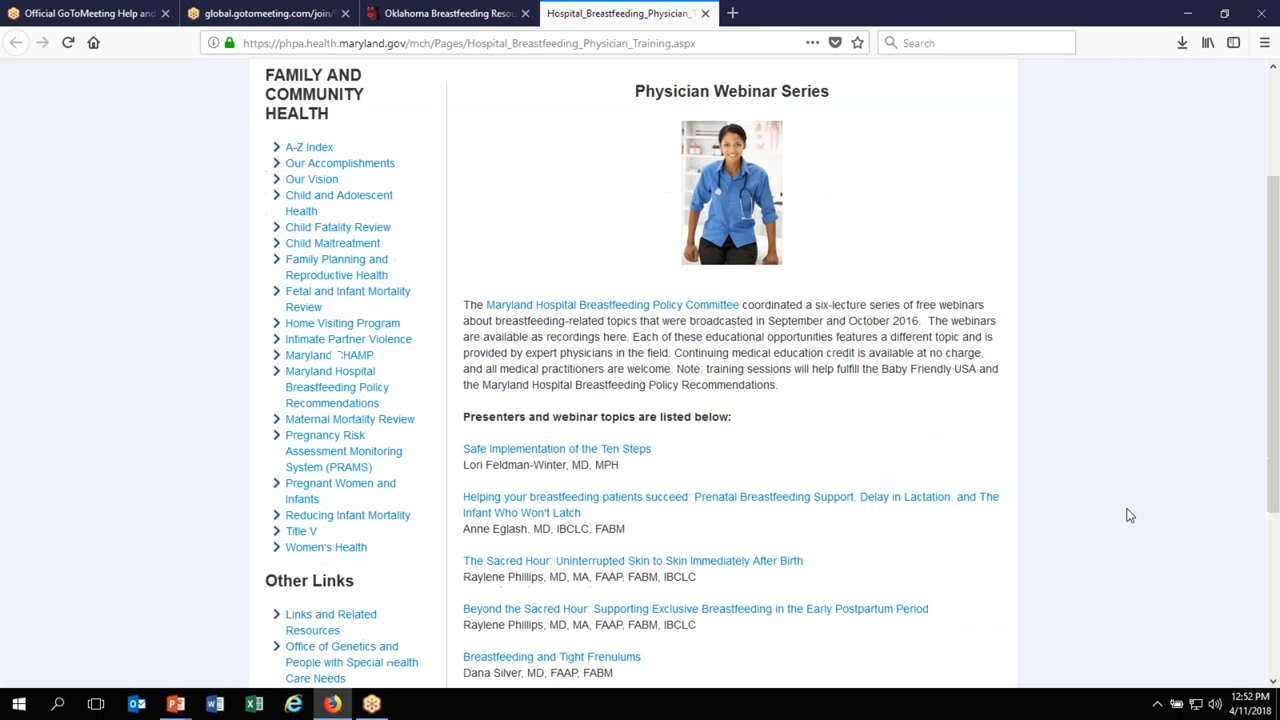 Official GoToMeeting Help and
global.gotomeeting.com/join/
Oklahoma Breastfeeding Resou
Hospital_Breastfeeding_Physician_T
https://phpa.health.maryland.gov/mch/Pages/Hospital_Breastfeeding_Physician_Training.aspx
Search
FAMILY AND
COMMUNITY
HEALTH
A-Z Index
Our Accomplishments
Our Vision
Child and Adolescent
Health
Child Fatality Review
Child Maltreatment
Family Planning and
Reproductive Health
Fetal and Infant Mortality
Review
Home Visiting Program
Intimate Partner Violence
Maryland CHAMP
Maryland Hospital
Breastfeeding Policy
Recommendations
Maternal Mortality Review
Pregnancy Risk
Assessment Monitoring
System (PRAMS)
Pregnant Women and
Infants
Reducing Infant Mortality
Title V
Women's Health
Other Links
Links and Related
Resources
Office of Genetics and
People with Special Health
Care Needs
Physician Webinar Series
The Maryland Hospital Breastfeeding Policy Committee coordinated a six-lecture series of free webinars
about breastfeeding-related topics that were broadcasted in September and October 2016. The webinars
are available as recordings here. Each of these educational opportunities features a different topic and is
provided by expert physicians in the field. Continuing medical education credit is available at no charge,
and all medical practitioners are welcome. Note: training sessions will help fulfill the Baby Friendly USA and
the Maryland Hospital Breastfeeding Policy Recommendations.
Presenters and webinar topics are listed below:
Safe Implementation of the Ten Steps
Lori Feldman-Winter, MD, MPH
Helping your breastfeeding patients succeed: Prenatal Breastfeeding Support, Delay in Lactation, and The
Infant Who Won't Latch
Anne Eglash, MD, IBCLC, FABM
The Sacred Hour: Uninterrupted Skin to Skin Immediately After Birth
Raylene Phillips, MD, MA, FAAP, FABM, IBCLC
Beyond the Sacred Hour: Supporting Exclusive Breastfeeding in the Early Postpartum Period
Raylene Phillips, MD, MA, FAAP, FABM, IBCLC
Breastfeeding and Tight Frenulums
Dana Silver, MD, FAAP, FABM
12:52 PM
4/11/2018